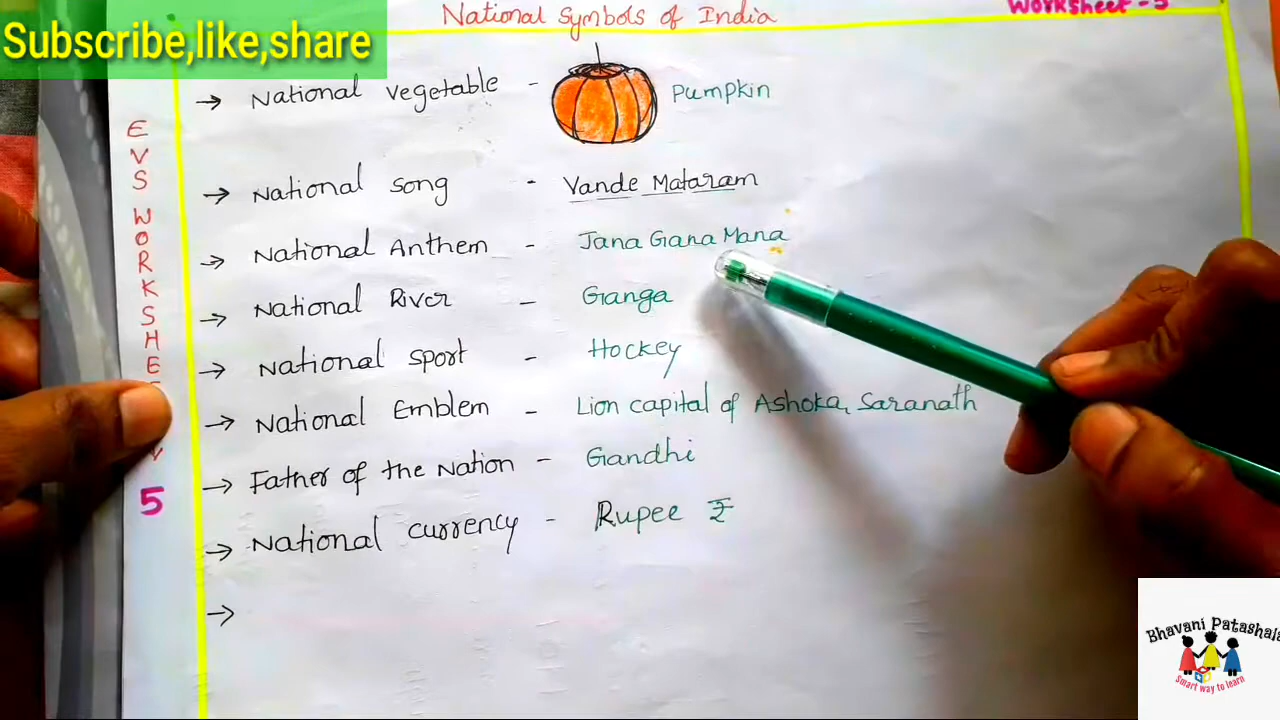 National Symbols of India
Worksheet - 5
Subscribe,like,share
→ National vegetable - Pumpkin
→ National song - Vande Mataram
→ National Anthem - Jana Gana Mana
→ National River - Ganga
→ National sport - Hockey
→ National Emblem - Lion capital of Ashoka, Saranath
→ Father of the Nation - Gandhi
→ National currency - Rupee ₹
→
EVS
5
Bhavani Patashala
Smart way to learn